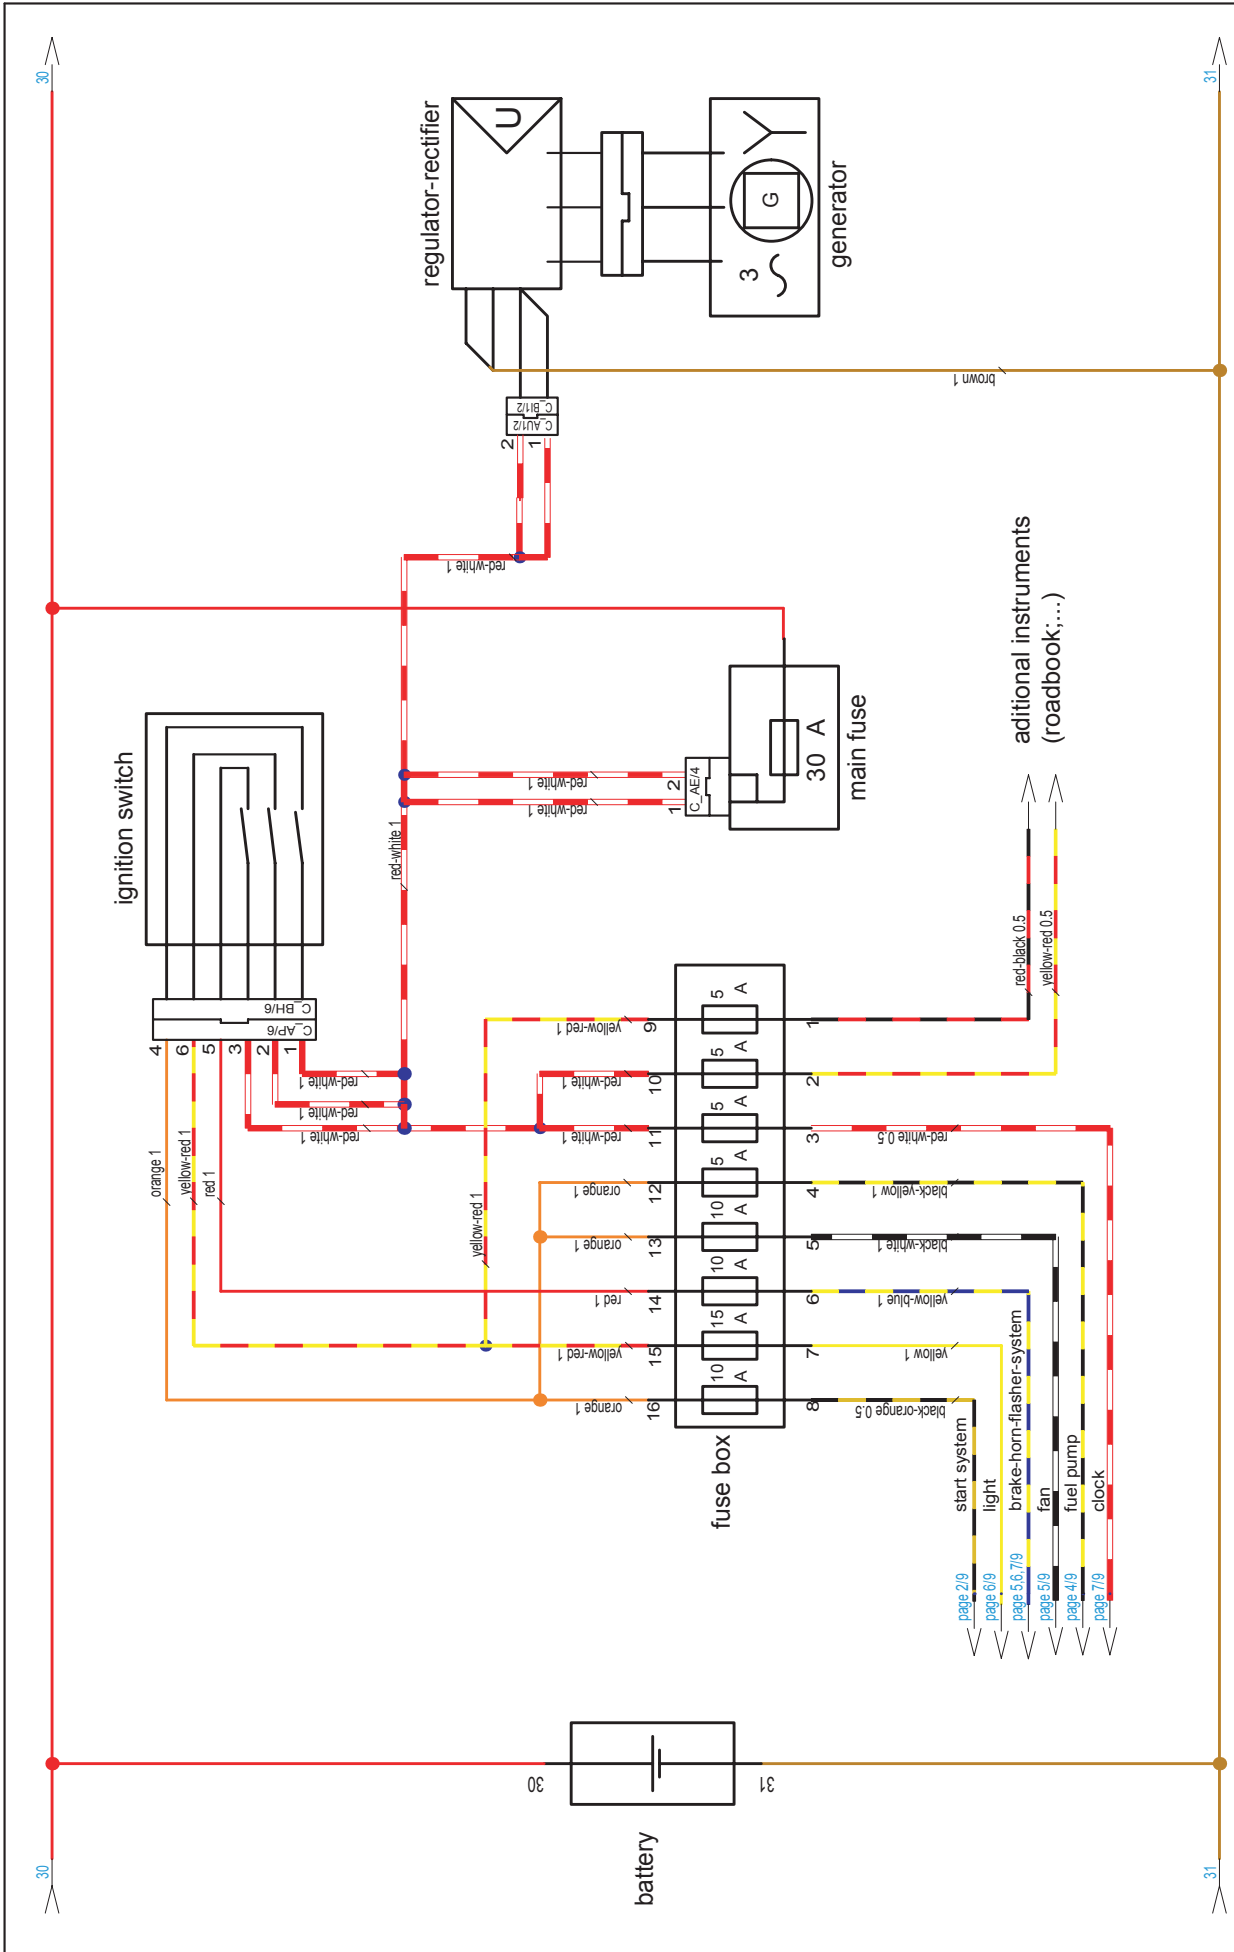 30
30
31
31
battery
30
31
ignition switch
C_BH/6
C_AP/6
4
6
5
3
2
1
orange 1
yellow-red 1
red 1
red-white 1
red-white 1
red-white 1
red-white 1
yellow-red 1
regulator-rectifier
U
C_BI1/2
C_AU1/2
2
1
red-white 1
generator
G
3
brown 1
main fuse
30 A
C_AE/4
1
2
red-white 1
red-white 1
fuse box
16
15
14
13
12
11
10
9
orange 1
yellow-red 1
red 1
orange 1
orange 1
red-white 1
red-white 1
yellow-red 1
10 A
15 A
10 A
10 A
5 A
5 A
5 A
5 A
8
7
6
5
4
3
2
1
black-orange 0.5
yellow 1
yellow-blue 1
black-white 1
black-yellow 1
red-white 0.5
yellow-red 0.5
red-black 0.5
aditional instruments
(roadbook;...)
page 2/9 start system
page 6/9 light
page 5,6,7/9 brake-horn-flasher-system
page 5/9 fan
page 4/9 fuel pump
page 7/9 clock